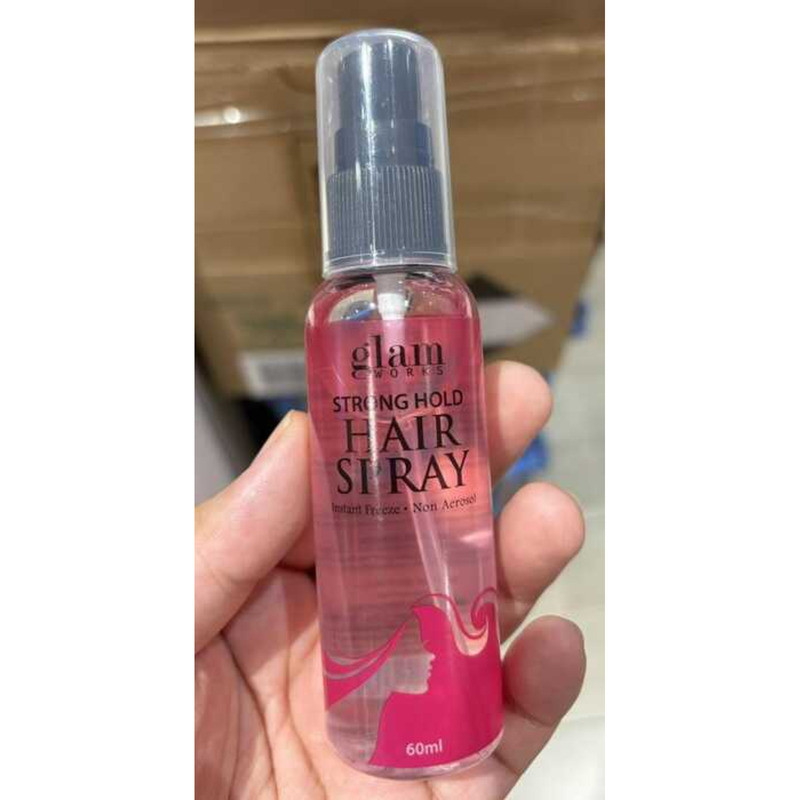 glam
WORKS
STRONG HOLD
HAIR
SPRAY
Instant Freeze • Non Aerosol
60ml